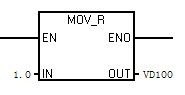 MOV_R
EN ENO
1.0 IN OUT VD100